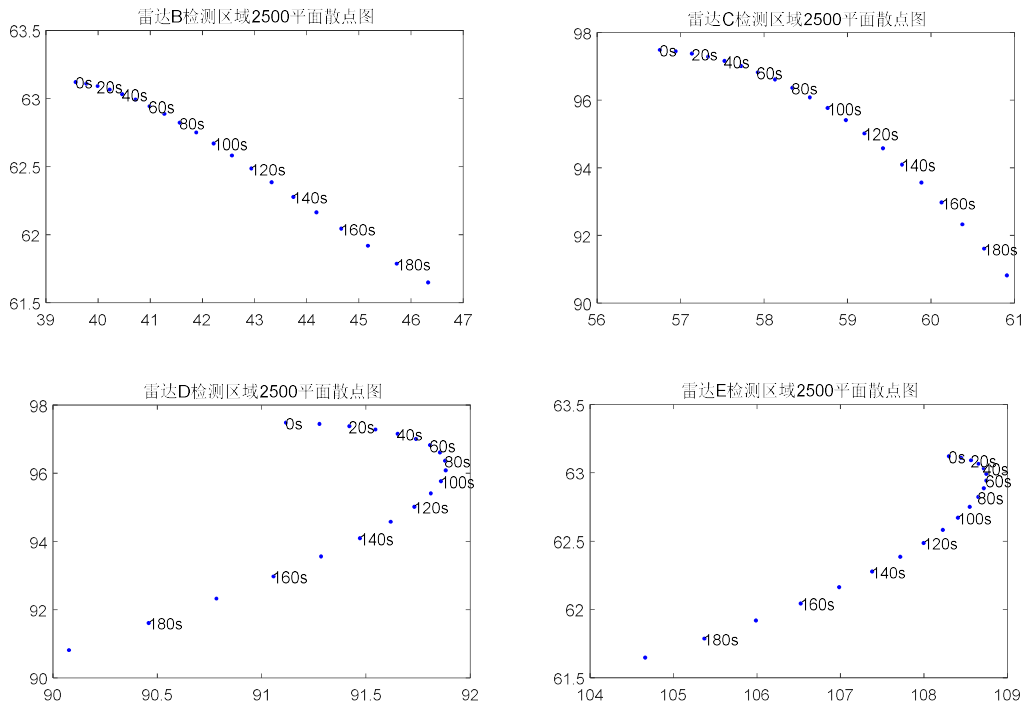 雷达B检测区域2500平面散点图
63.5
63
62.5
62
61.5
0s
20s
40s
60s
80s
100s
120s
140s
160s
180s
39 40 41 42 43 44 45 46 47
雷达C检测区域2500平面散点图
98
96
94
92
90
0s
20s
40s
60s
80s
100s
120s
140s
160s
180s
56 57 58 59 60 61
雷达D检测区域2500平面散点图
98
96
94
92
90
0s
20s
40s
60s
80s
100s
120s
140s
160s
180s
90 90.5 91 91.5 92
雷达E检测区域2500平面散点图
63.5
63
62.5
62
61.5
0s
20s
40s
60s
80s
100s
120s
140s
160s
180s
104 105 106 107 108 109